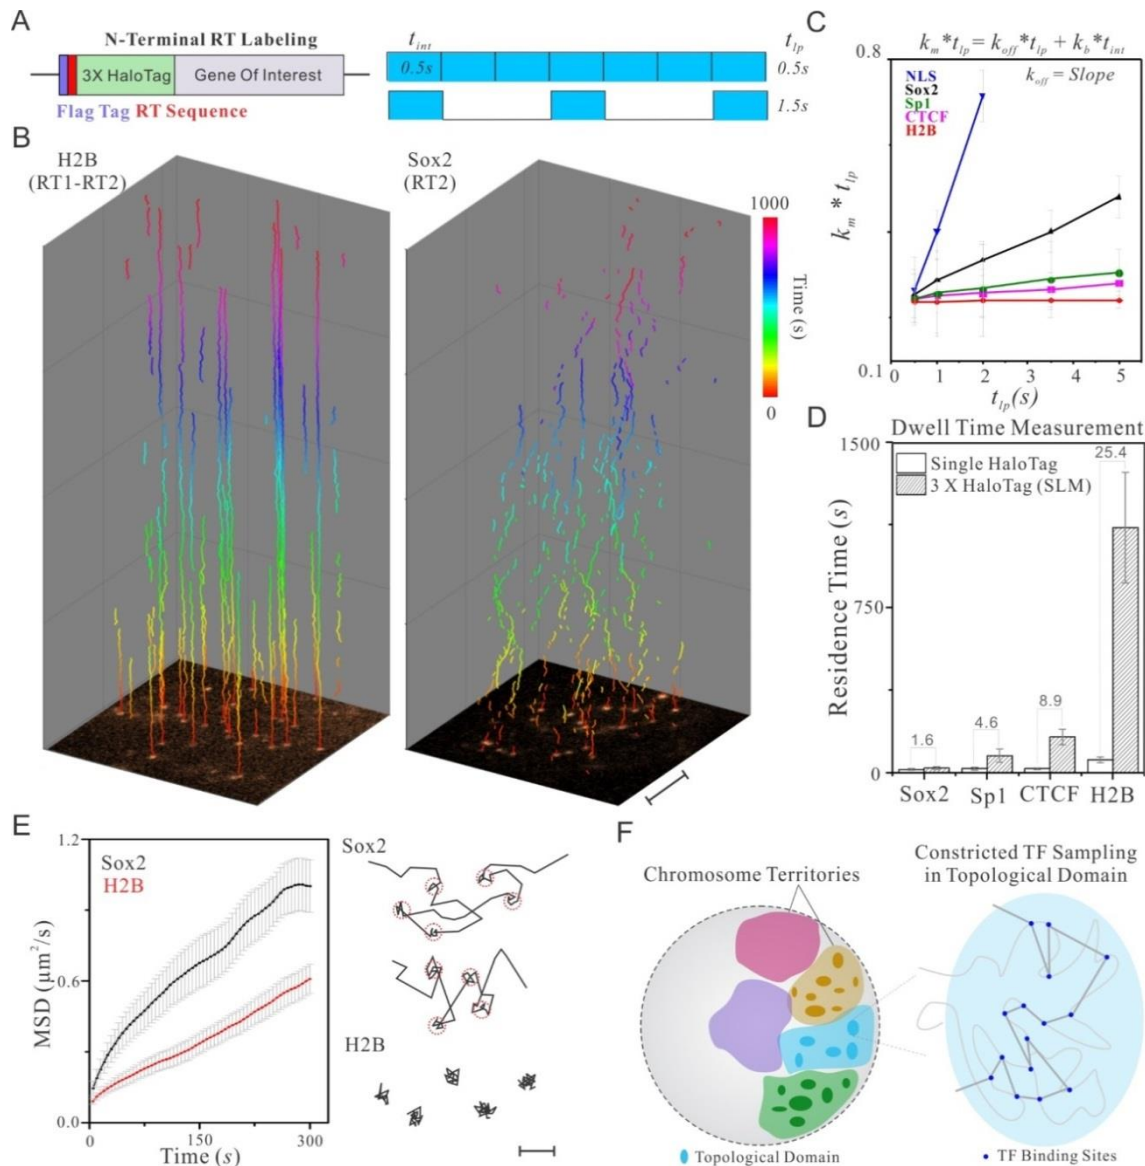 A
N-Terminal RT Labeling
3X HaloTag
Gene Of Interest
Flag Tag RT Sequence
t_int
t_lp
0.5s
0.5s
1.5s
B
H2B
(RT1-RT2)
Sox2
(RT2)
1000
Time (s)
0
C
k_m*t_lp = k_off*t_lp + k_b*t_int
k_off = Slope
NLS
Sox2
Sp1
CTCF
H2B
0.8
k_m * t_lp
0.1
0 1 2 3 4 5
t_lp(s)
D
Dwell Time Measurement
Single HaloTag
3 X HaloTag (SLM)
1500
750
0
Residence Time (s)
1.6
4.6
8.9
25.4
Sox2 Sp1 CTCF H2B
E
1.2
0.6
0.0
MSD (μm²/s)
Sox2
H2B
0 150 300
Time (s)
Sox2
H2B
F
Chromosome Territories
Topological Domain
Constricted TF Sampling
in Topological Domain
TF Binding Sites